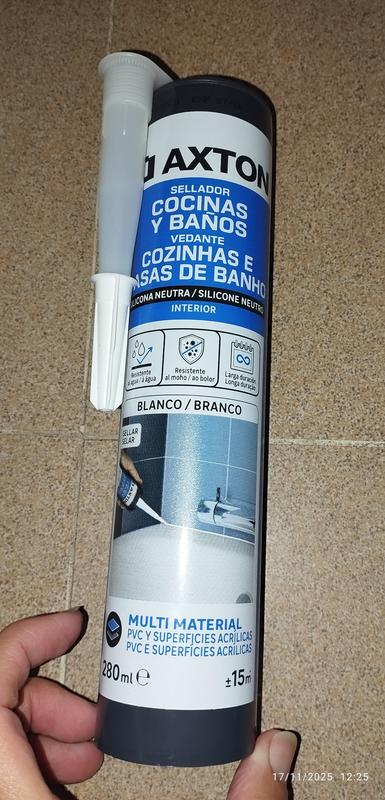 AXTON
SELLADOR
COCINAS
Y BAÑOS
VEDANTE
COZINHAS E
ASAS DE BANHO
ILICONA NEUTRA / SILICONE NEUTRO
INTERIOR
Resistente
al agua / à água
Resistente
al moho / ao bolor
Larga duración
Longa duração
BLANCO / BRANCO
SELLAR
SELAR
MULTI MATERIAL
PVC Y SUPERFICIES ACRÍLICAS
PVC E SUPERFÍCIES ACRÍLICAS
280 ml e
±15m
17/11/2025 12:25